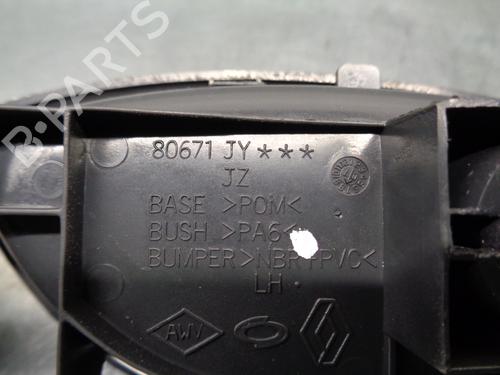 B-PARTS
80671 JY***
JZ
BASE >POM<
BUSH >PA6<
BUMPER >NBR+PVC<
LH
AWV